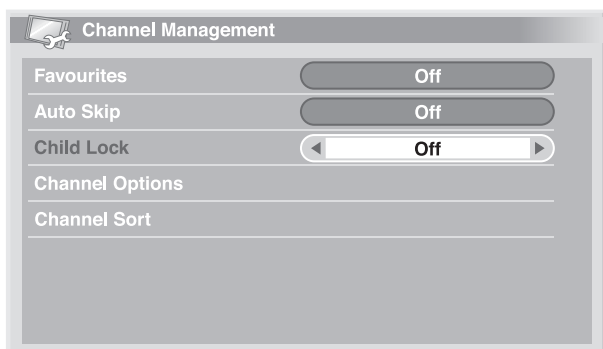 Channel Management
Favourites Off
Auto Skip Off
Child Lock Off
Channel Options
Channel Sort